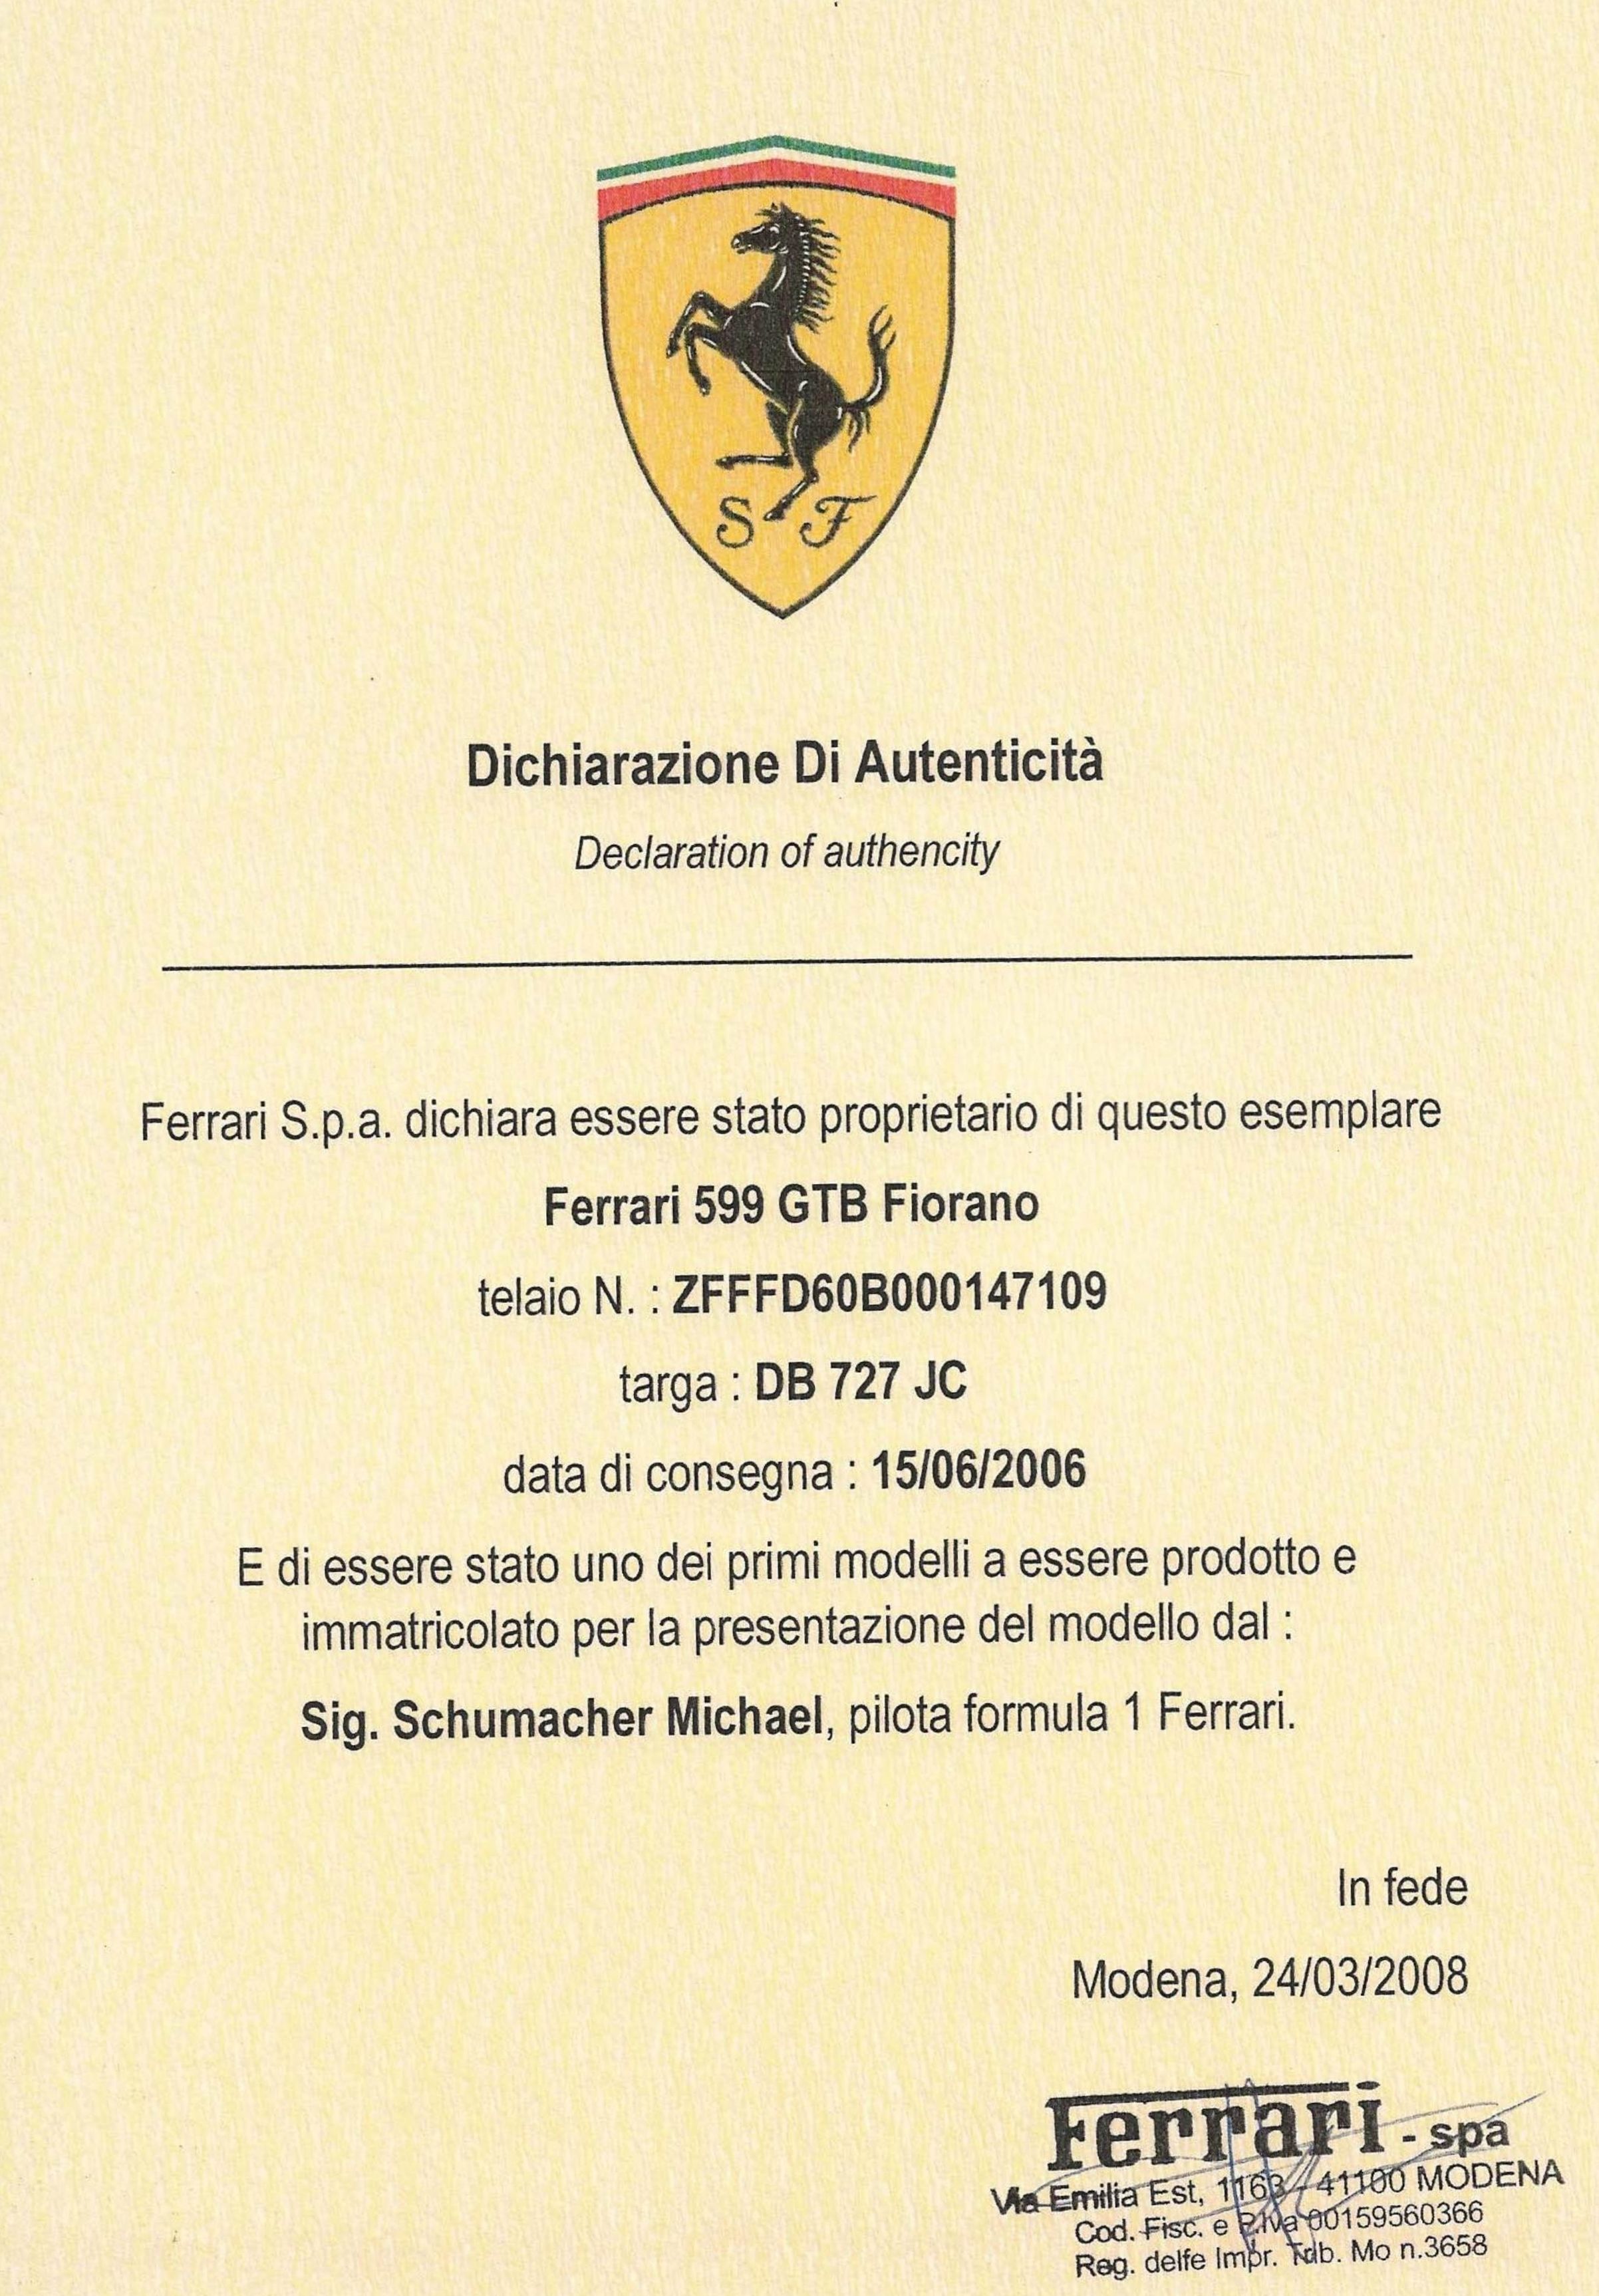 S F
Dichiarazione Di Autenticità
Declaration of authencity
Ferrari S.p.a. dichiara essere stato proprietario di questo esemplare
Ferrari 599 GTB Fiorano
telaio N. : ZFFFD60B000147109
targa : DB 727 JC
data di consegna : 15/06/2006
E di essere stato uno dei primi modelli a essere prodotto e
immatricolato per la presentazione del modello dal :
Sig. Schumacher Michael, pilota formula 1 Ferrari.
In fede
Modena, 24/03/2008
Ferrari - spa
Via Emilia Est, 1163 - 41100 MODENA
Cod. Fisc. e P.Iva 00159560366
Reg. delfe Impr. Trib. Mo n.3658